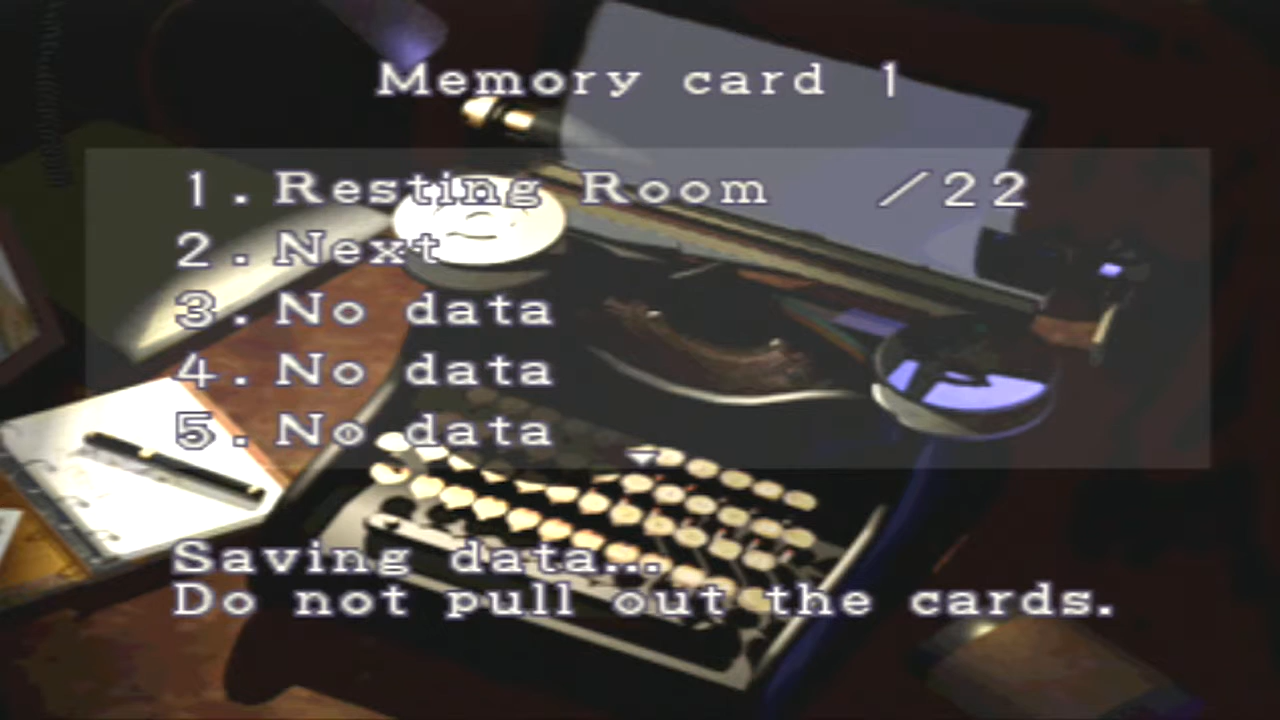 Memory card 1
1. Resting Room /22
2. Next
3. No data
4. No data
5. No data
Saving data...
Do not pull out the cards.